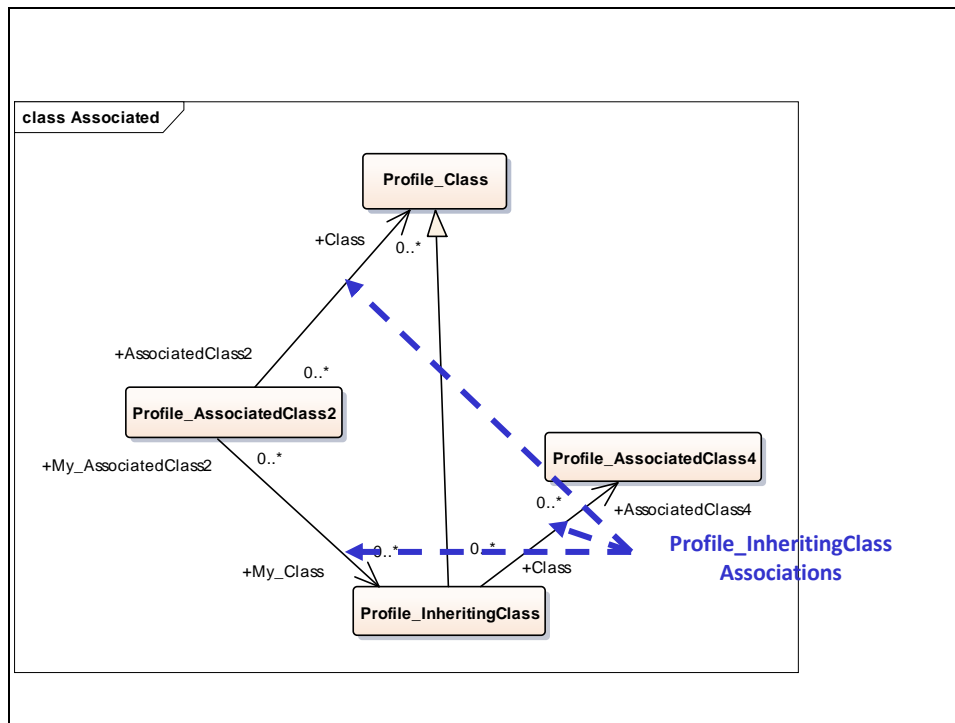 class Associated
Profile_Class
+Class
0..*
+AssociatedClass2
0..*
Profile_AssociatedClass2
+My_AssociatedClass2
0..*
Profile_AssociatedClass4
0..*
+AssociatedClass4
0..*
+My_Class
0..*
+Class
Profile_InheritingClass
Associations
Profile_InheritingClass